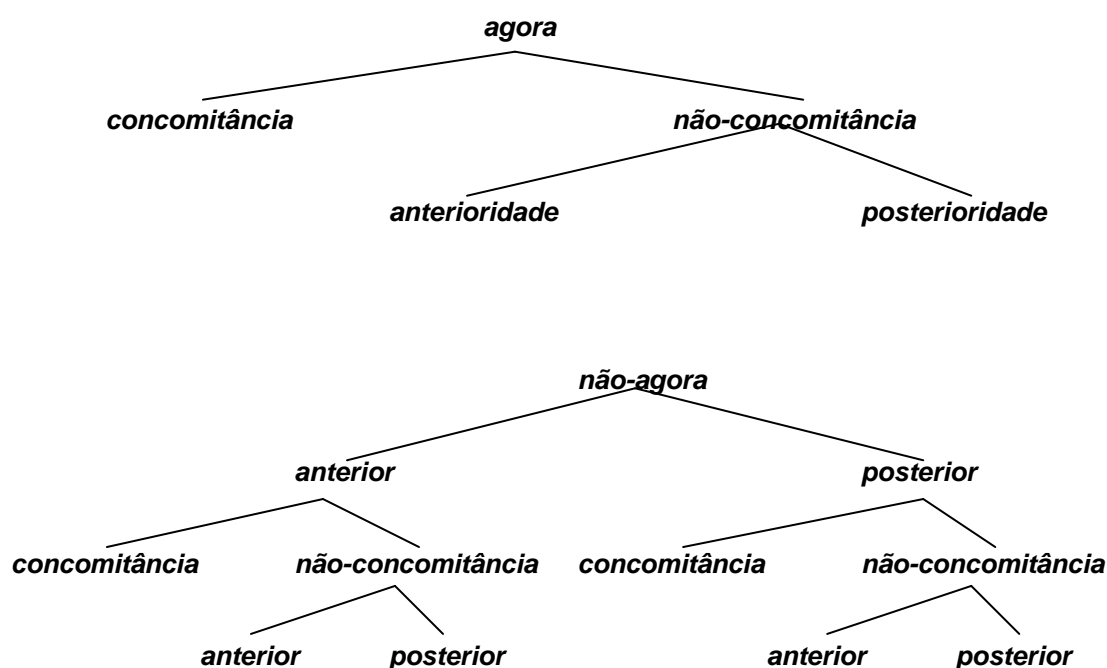 agora
concomitância não-concomitância
anterioridade posterioridade
não-agora
anterior posterior
concomitância não-concomitância concomitância não-concomitância
anterior posterior anterior posterior